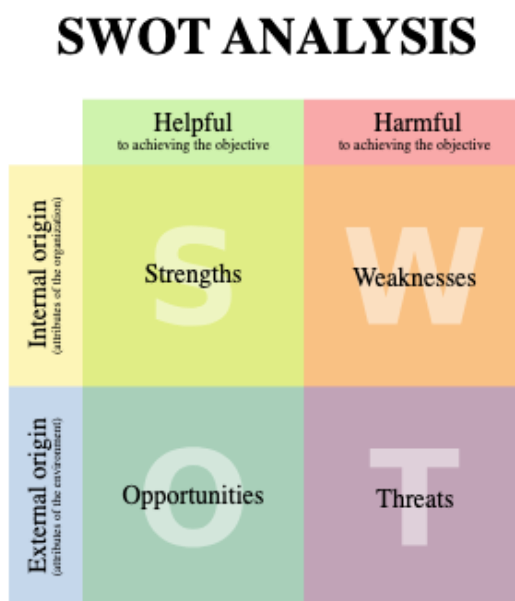 SWOT ANALYSIS
Helpful
to achieving the objective
Harmful
to achieving the objective
Internal origin
(attributes of the organization)
S
Strengths
W
Weaknesses
External origin
(attributes of the environment)
O
Opportunities
T
Threats